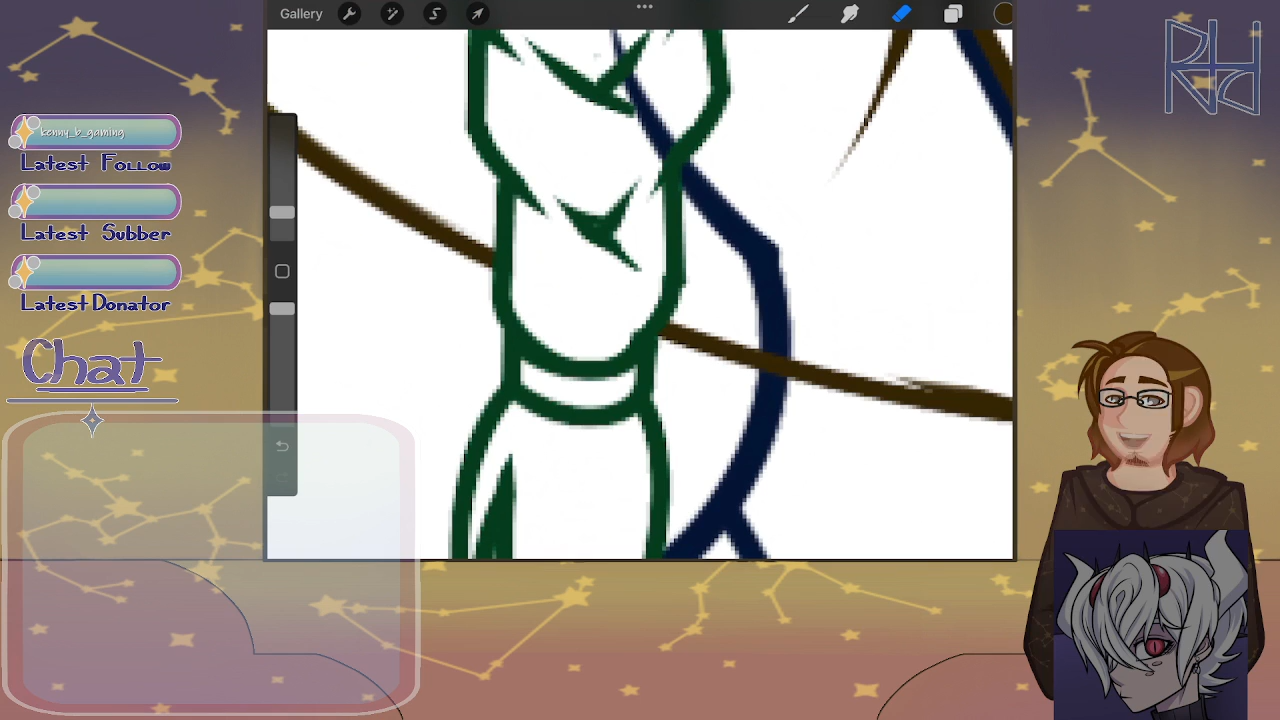 Gallery
kenny_b_gaming
Latest Follow
Latest Subber
Latest Donator
Chat